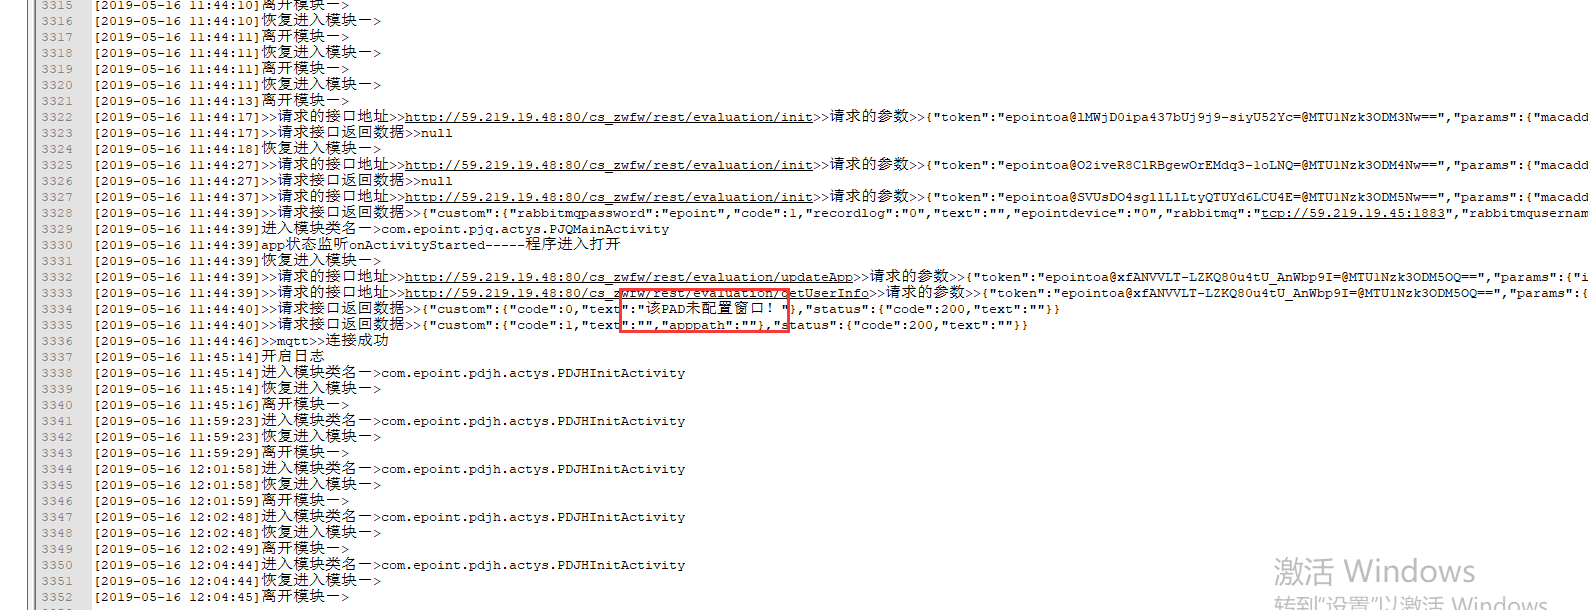 3315 [2019-05-16 11:44:10]离开模块—>
3316 [2019-05-16 11:44:10]恢复进入模块—>
3317 [2019-05-16 11:44:11]离开模块—>
3318 [2019-05-16 11:44:11]恢复进入模块—>
3319 [2019-05-16 11:44:11]离开模块—>
3320 [2019-05-16 11:44:11]恢复进入模块—>
3321 [2019-05-16 11:44:13]离开模块—>
3322 [2019-05-16 11:44:17]>>请求的接口地址>>http://59.219.19.48:80/cs_zwfw/rest/evaluation/init>>请求的参数>>{"token":"epointoa@lMWjD0ipa437bUj9j9-siyU52Yc=@MTU1Nzk3ODM3Nw==","params":{"macadd
3323 [2019-05-16 11:44:17]>>请求接口返回数据>>null
3324 [2019-05-16 11:44:18]恢复进入模块—>
3325 [2019-05-16 11:44:27]>>请求的接口地址>>http://59.219.19.48:80/cs_zwfw/rest/evaluation/init>>请求的参数>>{"token":"epointoa@O2iveR8ClRBgewOrEMdq3-1oLNQ=@MTU1Nzk3ODM4Nw==","params":{"macadd
3326 [2019-05-16 11:44:27]>>请求接口返回数据>>null
3327 [2019-05-16 11:44:37]>>请求的接口地址>>http://59.219.19.48:80/cs_zwfw/rest/evaluation/init>>请求的参数>>{"token":"epointoa@SVUsDO4sgllLlLtyQTUYd6LCU4E=@MTU1Nzk3ODM5Nw==","params":{"macadd
3328 [2019-05-16 11:44:39]>>请求接口返回数据>>{"custom":{"rabbitmqpassword":"epoint","code":1,"recordlog":"0","text":"","epointdevice":"0","rabbitmq":"tcp://59.219.19.45:1883","rabbitmqusernam
3329 [2019-05-16 11:44:39]进入模块类名—>com.epoint.pjq.actys.PJQMainActivity
3330 [2019-05-16 11:44:39]app状态监听onActivityStarted-----程序进入打开
3331 [2019-05-16 11:44:39]恢复进入模块—>
3332 [2019-05-16 11:44:39]>>请求的接口地址>>http://59.219.19.48:80/cs_zwfw/rest/evaluation/updateApp>>请求的参数>>{"token":"epointoa@xfANVVLT-LZKQ80u4tU_AnWbp9I=@MTU1Nzk3ODM5OQ==","params":{"i
3333 [2019-05-16 11:44:39]>>请求的接口地址>>http://59.219.19.48:80/cs_zwfw/rest/evaluation/getUserInfo>>请求的参数>>{"token":"epointoa@xfANVVLT-LZKQ80u4tU_AnWbp9I=@MTU1Nzk3ODM5OQ==","params":{
3334 [2019-05-16 11:44:40]>>请求接口返回数据>>{"custom":{"code":0,"text":"该PAD未配置窗口！"},"status":{"code":200,"text":""}}
3335 [2019-05-16 11:44:40]>>请求接口返回数据>>{"custom":{"code":1,"text":"","apppath":""},"status":{"code":200,"text":""}}
3336 [2019-05-16 11:44:46]>>mqtt>>连接成功
3337 [2019-05-16 11:45:14]开启日志
3338 [2019-05-16 11:45:14]进入模块类名—>com.epoint.pdjh.actys.PDJHInitActivity
3339 [2019-05-16 11:45:14]恢复进入模块—>
3340 [2019-05-16 11:45:16]离开模块—>
3341 [2019-05-16 11:59:23]进入模块类名—>com.epoint.pdjh.actys.PDJHInitActivity
3342 [2019-05-16 11:59:23]恢复进入模块—>
3343 [2019-05-16 11:59:29]离开模块—>
3344 [2019-05-16 12:01:58]进入模块类名—>com.epoint.pdjh.actys.PDJHInitActivity
3345 [2019-05-16 12:01:58]恢复进入模块—>
3346 [2019-05-16 12:01:59]离开模块—>
3347 [2019-05-16 12:02:48]进入模块类名—>com.epoint.pdjh.actys.PDJHInitActivity
3348 [2019-05-16 12:02:48]恢复进入模块—>
3349 [2019-05-16 12:02:49]离开模块—>
3350 [2019-05-16 12:04:44]进入模块类名—>com.epoint.pdjh.actys.PDJHInitActivity
3351 [2019-05-16 12:04:44]恢复进入模块—>
3352 [2019-05-16 12:04:45]离开模块—>
激活 Windows
转到"设置"以激活 Windows